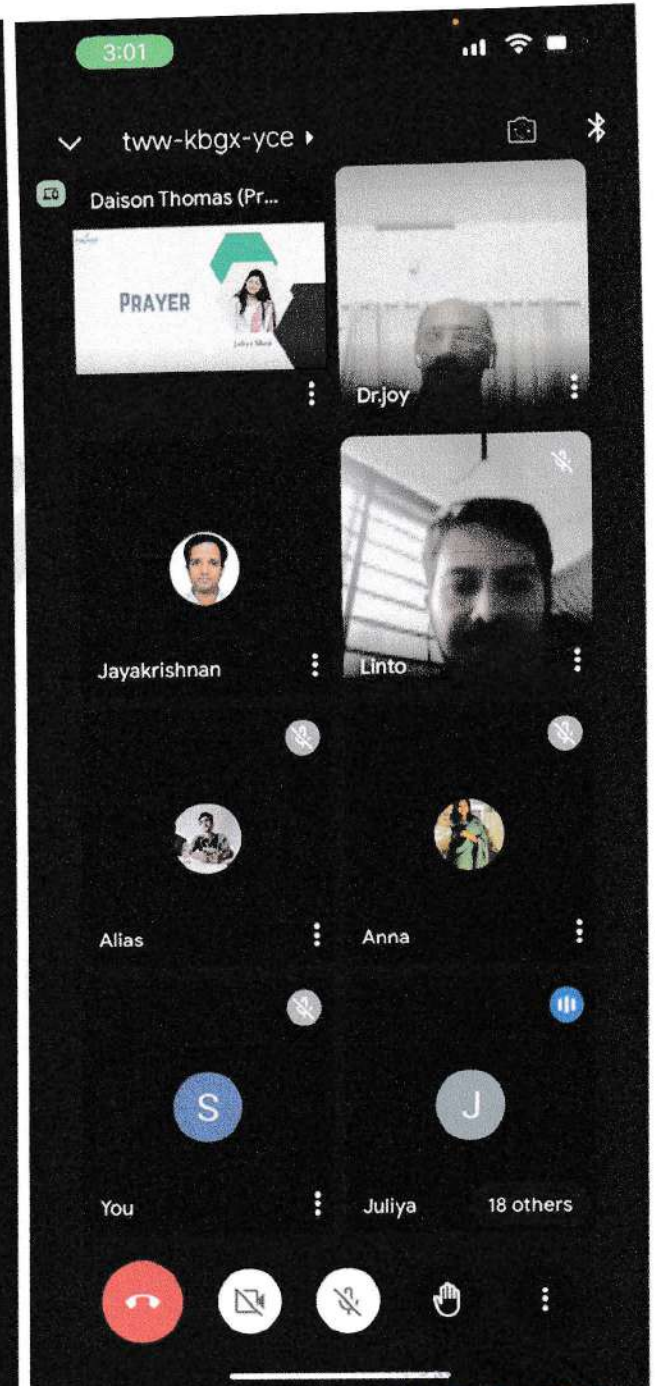 3:01
tww-kbgx-yce
Daison Thomas (Pr...
PRAYER
Dr.joy
Jayakrishnan
Linto
Alias
Anna
S
J
You
Juliya
18 others